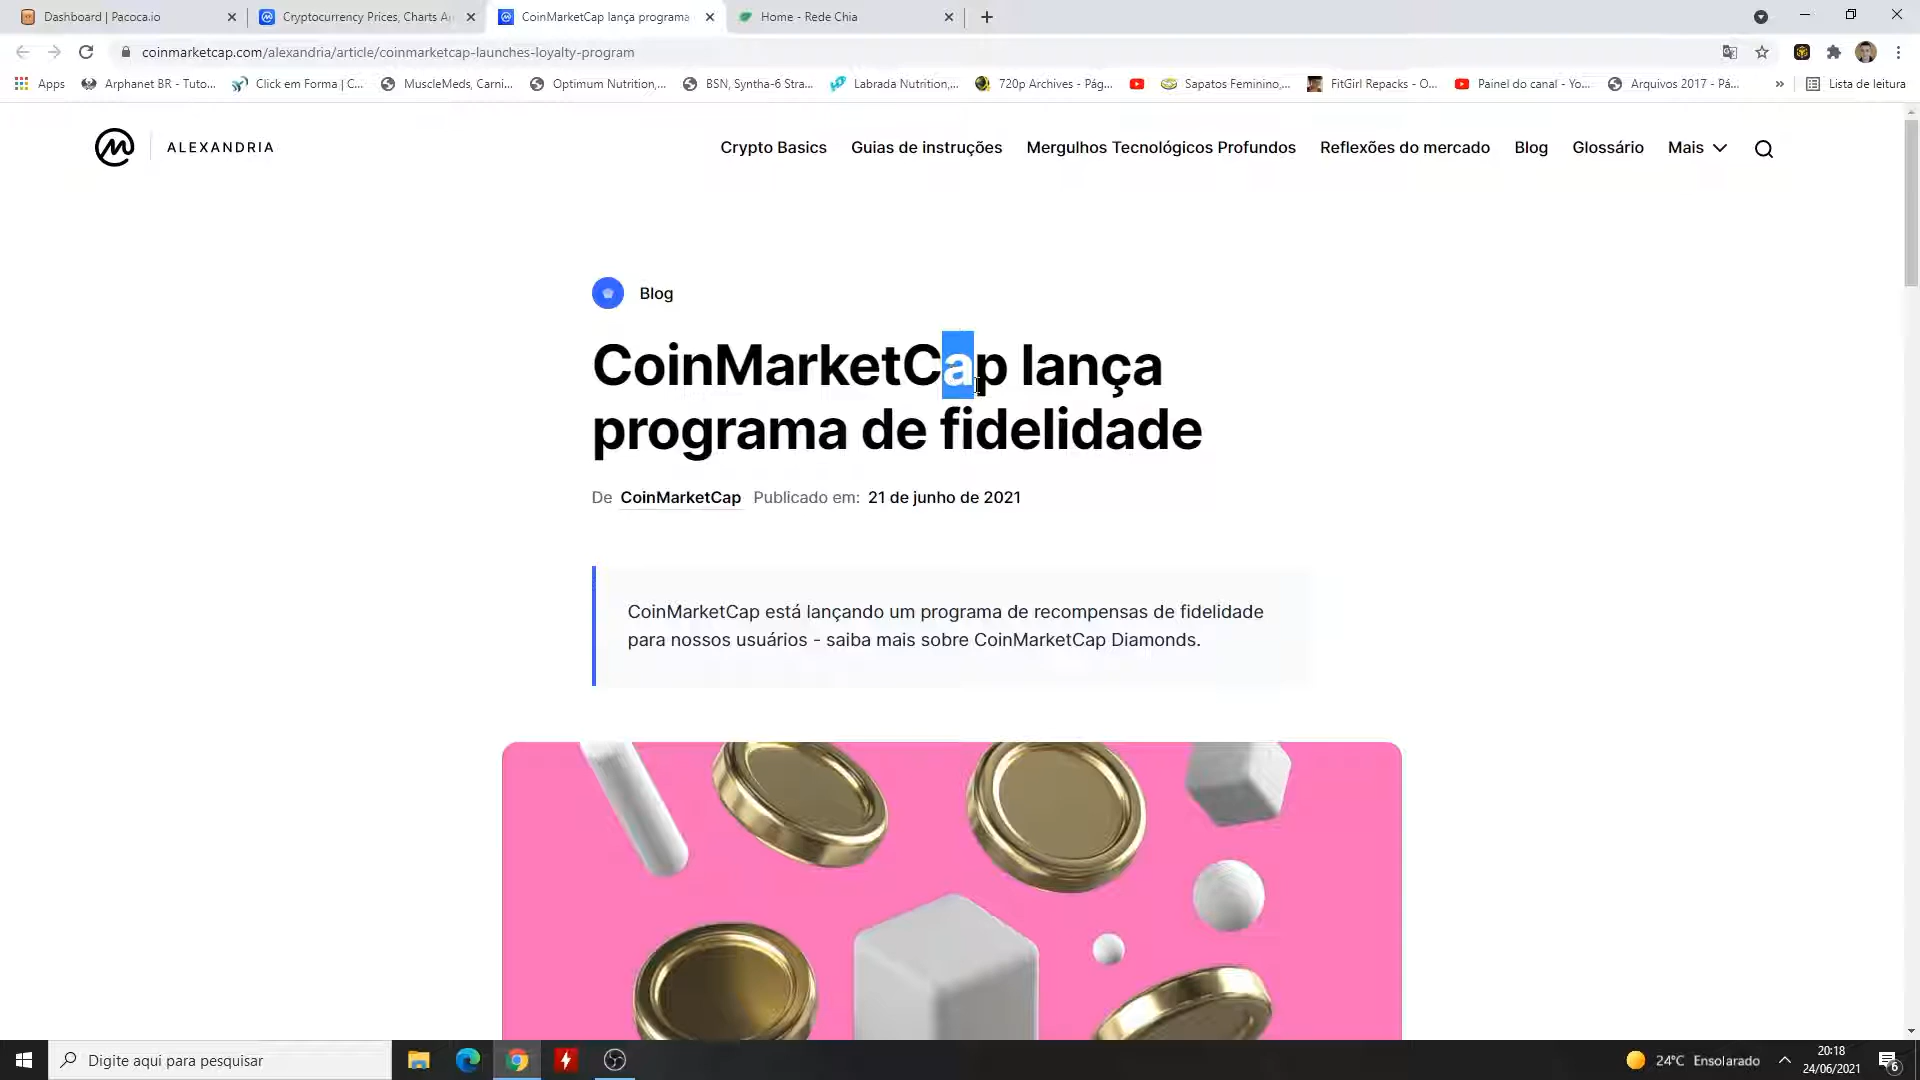 Dashboard | Pacoca.io
Cryptocurrency Prices, Charts A
CoinMarketCap lança programa
Home - Rede Chia
coinmarketcap.com/alexandria/article/coinmarketcap-launches-loyalty-program
Apps
Arphanet BR - Tuto...
Click em Forma | C...
MuscleMeds, Carni...
Optimum Nutrition,...
BSN, Syntha-6 Stra...
Labrada Nutrition,...
720p Archives - Pág...
Sapatos Feminino,...
FitGirl Repacks - O...
Painel do canal - Yo...
Arquivos 2017 - Pá...
»
Lista de leitura
ALEXANDRIA
Crypto Basics
Guias de instruções
Mergulhos Tecnológicos Profundos
Reflexões do mercado
Blog
Glossário
Mais
Blog
CoinMarketCap lança
programa de fidelidade
De CoinMarketCap Publicado em: 21 de junho de 2021
CoinMarketCap está lançando um programa de recompensas de fidelidade
para nossos usuários - saiba mais sobre CoinMarketCap Diamonds.
Digite aqui para pesquisar
24°C Ensolarado
20:18
24/06/2021
6